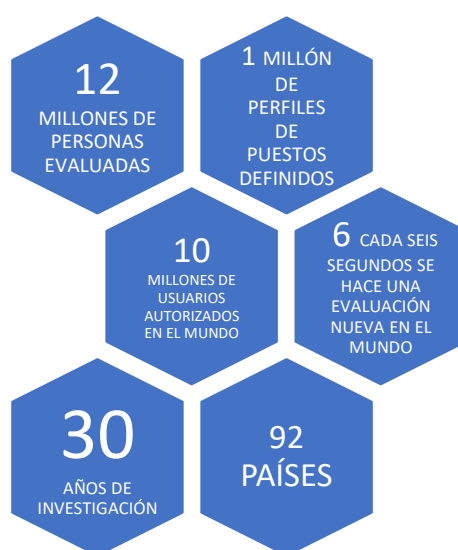 12
MILLONES DE
PERSONAS
EVALUADAS
1 MILLÓN
DE
PERFILES
DE
PUESTOS
DEFINIDOS
10
MILLONES DE
USUARIOS
AUTORIZADOS
EN EL MUNDO
6 CADA SEIS
SEGUNDOS SE
HACE UNA
EVALUACIÓN
NUEVA EN EL
MUNDO
30
AÑOS DE
INVESTIGACIÓN
92
PAÍSES